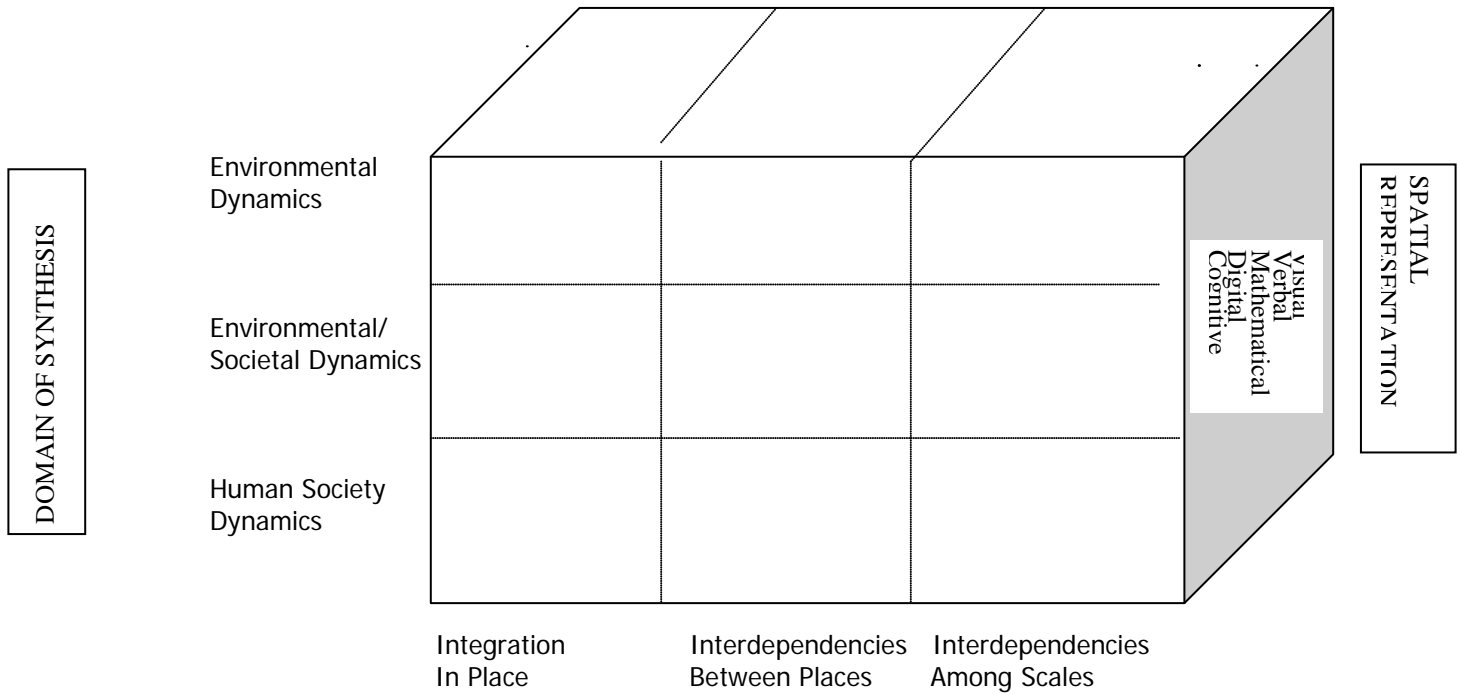 DOMAIN OF SYNTHESIS
Environmental
Dynamics
Environmental/
Societal Dynamics
Human Society
Dynamics
Integration
In Place
Interdependencies
Between Places
Interdependencies
Among Scales
Visual
Verbal
Mathematical
Digital
Cognitive
SPATIAL
REPRESENTATION